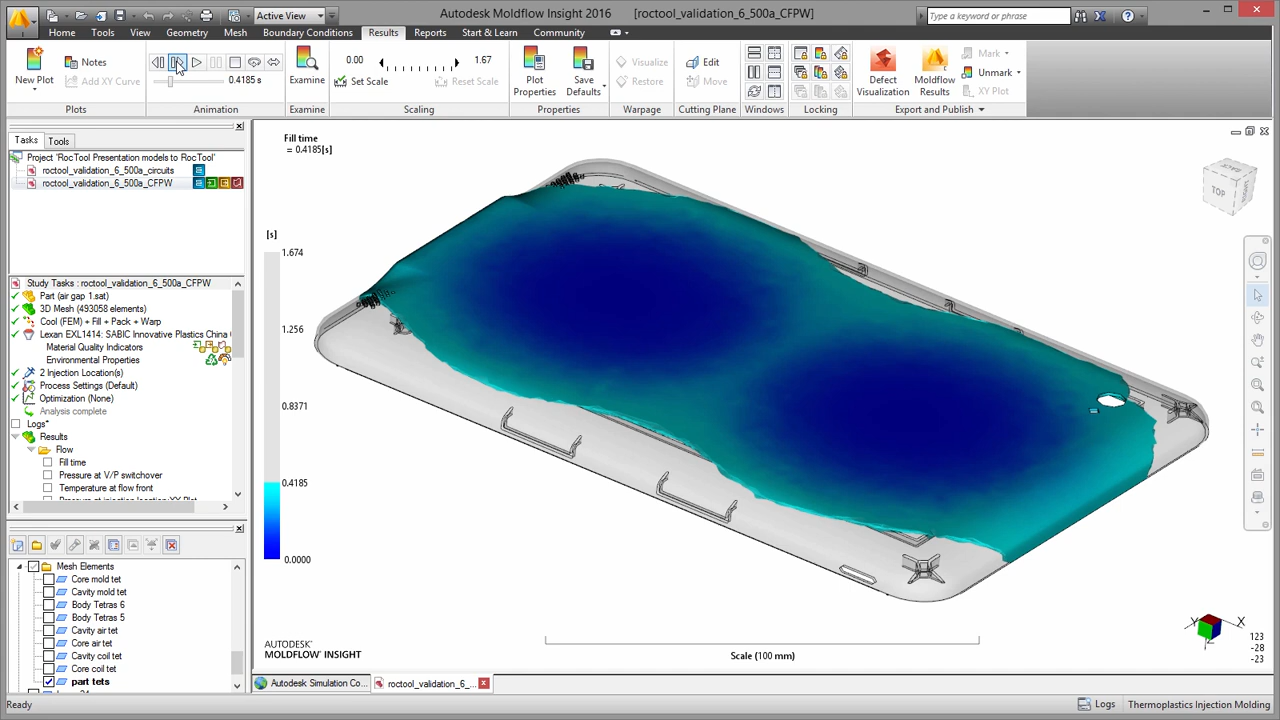 Active View
Autodesk Moldflow Insight 2016 [roctool_validation_6_500a_CFPW]
Type a keyword or phrase
Home Tools View Geometry Mesh Boundary Conditions Results Reports Start & Learn Community
New Plot
Notes
Add XY Curve
Plots
0.4185 s
Animation
Examine
Examine
0.00 1.67
Set Scale Reset Scale
Scaling
Plot Properties
Save Defaults
Properties
Visualize
Restore
Warpage
Edit
Move
Cutting Plane
Windows
Locking
Defect Visualization
Moldflow Results
Mark
Unmark
XY Plot
Export and Publish
Tasks Tools
Project 'RocTool Presentation models to RocTool'
roctool_validation_6_500a_circuits
roctool_validation_6_500a_CFPW
Study Tasks : roctool_validation_6_500a_CFPW
Part (air gap 1.sat)
3D Mesh (493058 elements)
Cool (FEM) + Fill + Pack + Warp
Lexan EXL1414: SABIC Innovative Plastics China (
Material Quality Indicators
Environmental Properties
2 Injection Location(s)
Process Settings (Default)
Optimization (None)
Analysis complete
Logs*
Results
Flow
Fill time
Pressure at V/P switchover
Temperature at flow front
Pressure at injection location:XY Plot
Mesh Elements
Core mold tet
Cavity mold tet
Body Tetras 6
Body Tetras 5
Cavity air tet
Core air tet
Cavity coil tet
Core coil tet
part tets
Fill time
= 0.4185[s]
[s]
1.674
1.256
0.8371
0.4185
0.0000
TOP
AUTODESK®
MOLDFLOW® INSIGHT
Scale (100 mm)
Y X
Z
123
-28
-23
Autodesk Simulation Co... roctool_validation_6_...
Ready
Logs Thermoplastics Injection Molding